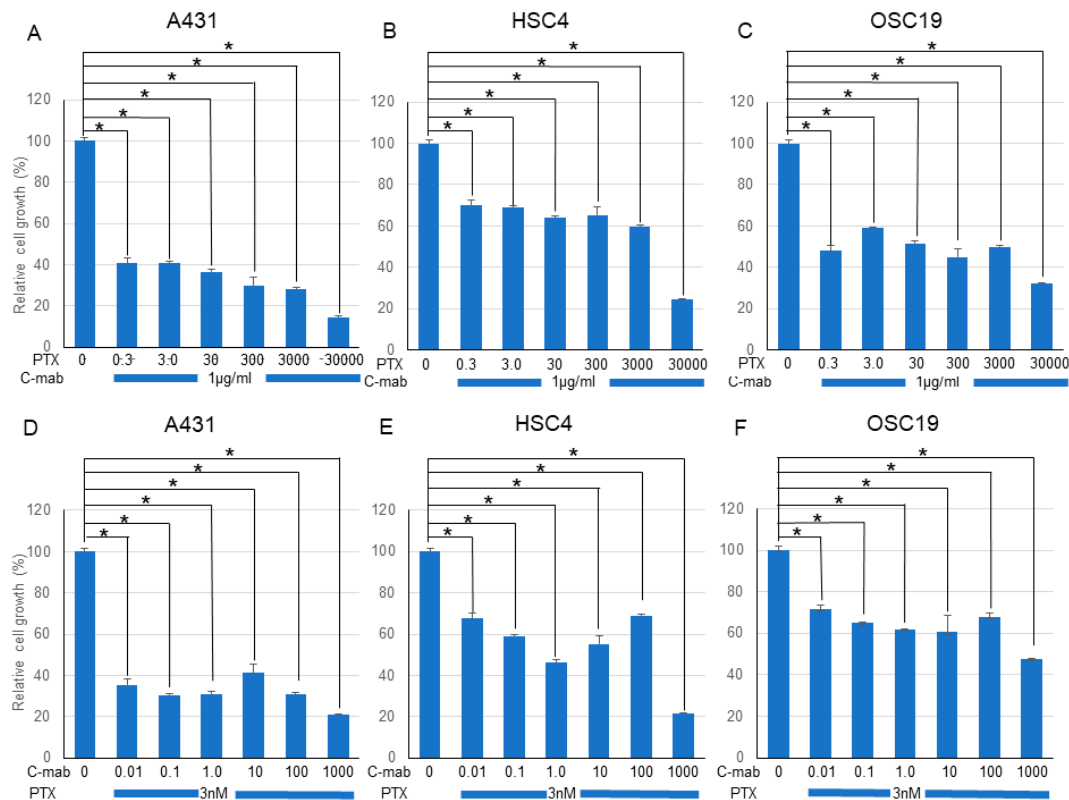 A A431
B HSC4
C OSC19
* * * * * *
* * * * * *
* * * * * *
Relative cell growth (%)
120 100 80 60 40 20 0
120 100 80 60 40 20 0
120 100 80 60 40 20 0
PTX 0 0.3 3.0 30 300 3000 30000
PTX 0 0.3 3.0 30 300 3000 30000
PTX 0 0.3 3.0 30 300 3000 30000
C-mab 1μg/ml
C-mab 1μg/ml
C-mab 1μg/ml
D A431
E HSC4
F OSC19
* * * * * *
* * * * * *
* * * * * *
Relative cell growth (%)
120 100 80 60 40 20 0
120 100 80 60 40 20 0
120 100 80 60 40 20 0
C-mab 0 0.01 0.1 1.0 10 100 1000
C-mab 0 0.01 0.1 1.0 10 100 1000
C-mab 0 0.01 0.1 1.0 10 100 1000
PTX 3nM
PTX 3nM
PTX 3nM